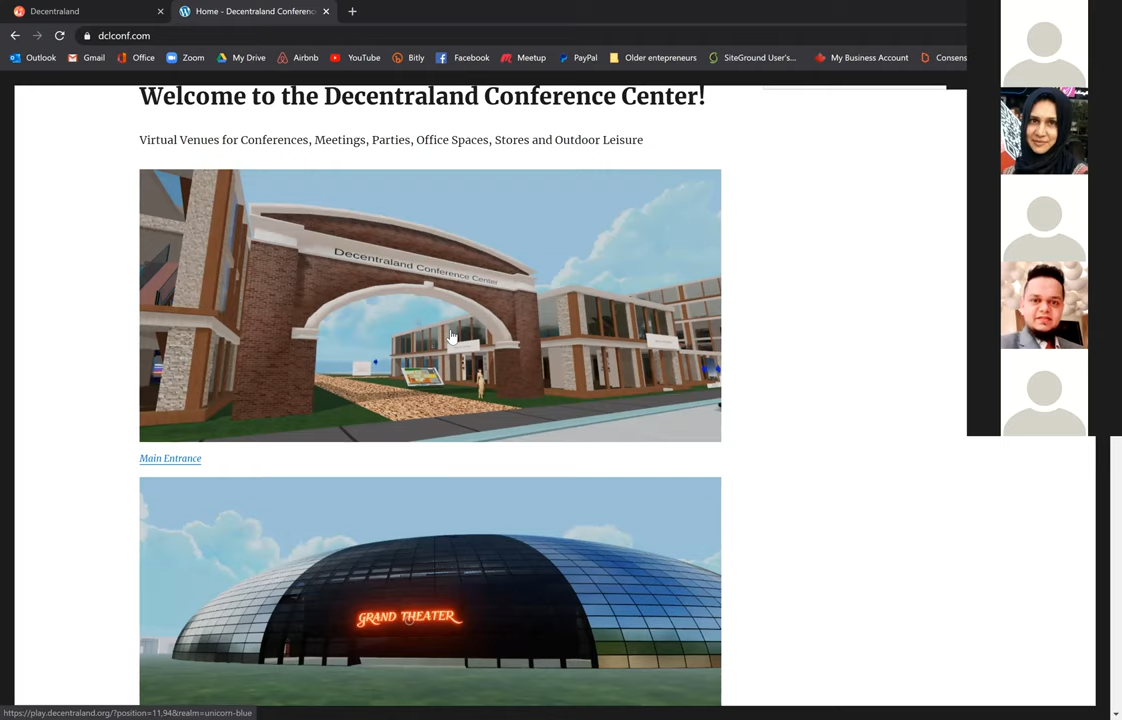 Decentraland
Home - Decentraland Conferenc
dclconf.com
Outlook Gmail Office Zoom My Drive Airbnb YouTube Bitly Facebook Meetup PayPal Older entepreneurs SiteGround User's... My Business Account Consens
Welcome to the Decentraland Conference Center!
Virtual Venues for Conferences, Meetings, Parties, Office Spaces, Stores and Outdoor Leisure
Decentraland Conference Center
Main Entrance
GRAND THEATER
https://play.decentraland.org/?position=11,94&realm=unicorn-blue